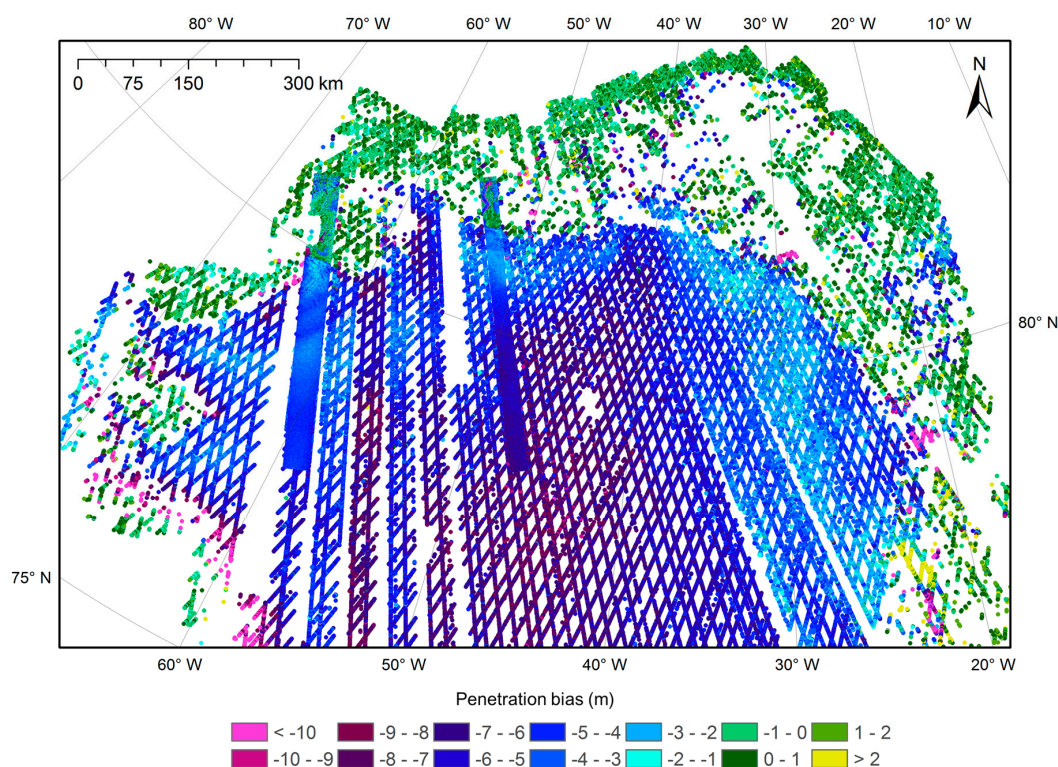 80° W 70° W 60° W 50° W 40° W 30° W 20° W 10° W
0 75 150 300 km
N
80° N
75° N
60° W 50° W 40° W 30° W 20° W
Penetration bias (m)
< -10 -9 - -8 -7 - -6 -5 - -4 -3 - -2 -1 - 0 1 - 2
-10 - -9 -8 - -7 -6 - -5 -4 - -3 -2 - -1 0 - 1 > 2